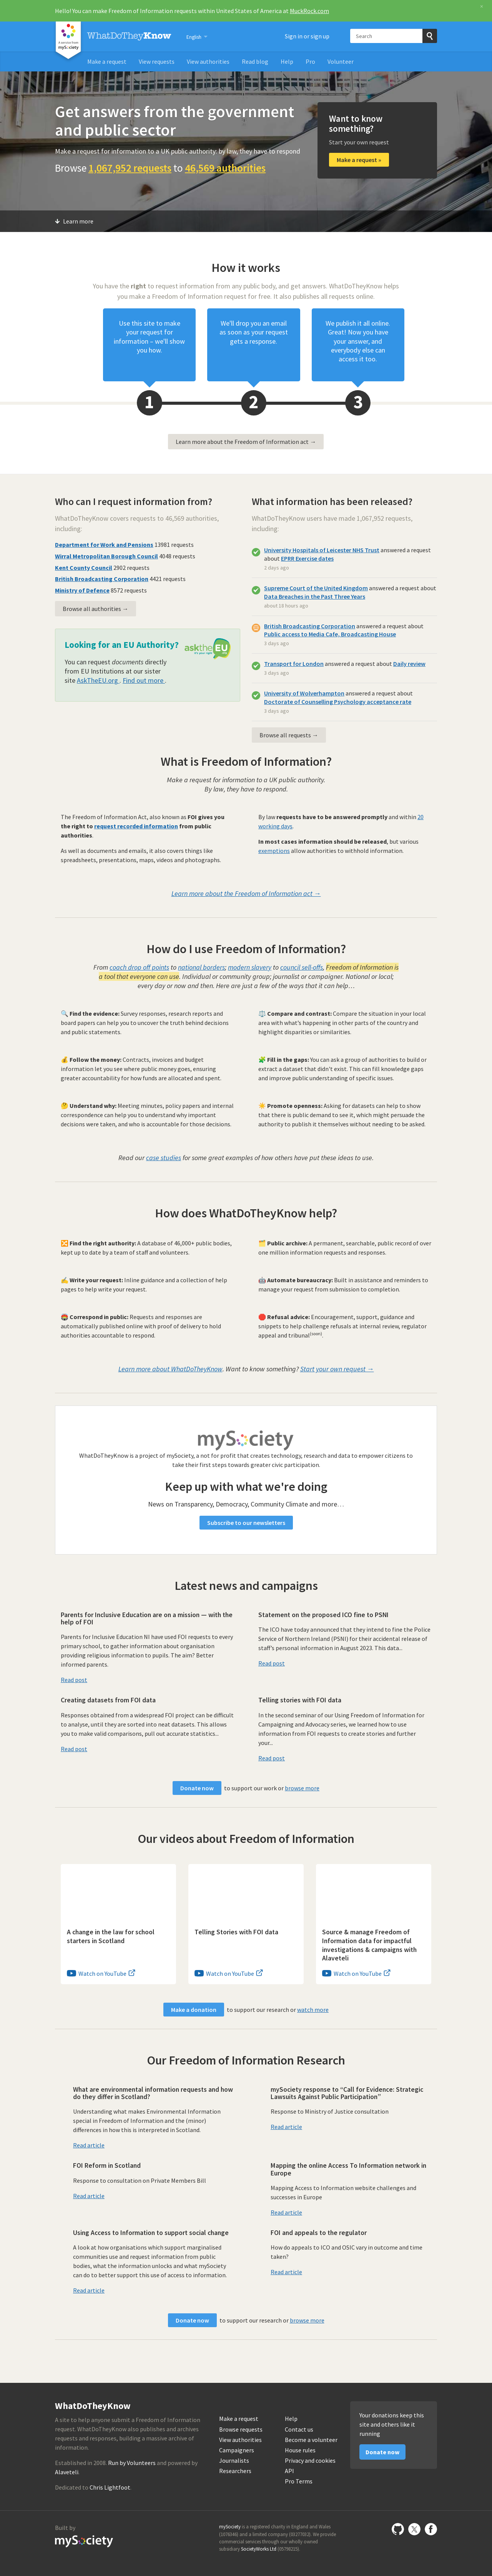 Hello! You can make Freedom of Information requests within United States of America at MuckRock.com
×
A service from mySociety
WhatDoTheyKnow
English
Sign in or sign up
Search
Make a request
View requests
View authorities
Read blog
Help
Pro
Volunteer
Get answers from the government
and public sector
Make a request for information to a UK public authority: by law, they have to respond
Browse 1,067,952 requests to 46,569 authorities
Want to know
something?
Start your own request
Make a request »
Learn more
How it works
You have the right to request information from any public body, and get answers. WhatDoTheyKnow helps
you make a Freedom of Information request for free. It also publishes all requests online.
Use this site to make
your request for
information – we'll show
you how.
We'll drop you an email
as soon as your request
gets a response.
We publish it all online.
Great! Now you have
your answer, and
everybody else can
access it too.
1
2
3
Learn more about the Freedom of Information act →
Who can I request information from?
WhatDoTheyKnow covers requests to 46,569 authorities,
including:
Department for Work and Pensions 13981 requests
Wirral Metropolitan Borough Council 4048 requests
Kent County Council 2902 requests
British Broadcasting Corporation 4421 requests
Ministry of Defence 8572 requests
Browse all authorities →
Looking for an EU Authority?
asktheEU
You can request documents directly
from EU Institutions at our sister
site AskTheEU.org . Find out more .
What information has been released?
WhatDoTheyKnow users have made 1,067,952 requests,
including:
University Hospitals of Leicester NHS Trust answered a request
about EPRR Exercise dates
2 days ago
Supreme Court of the United Kingdom answered a request about
Data Breaches in the Past Three Years
about 16 hours ago
British Broadcasting Corporation answered a request about
Public access to Media Cafe, Broadcasting House
3 days ago
Transport for London answered a request about Daily review
3 days ago
University of Wolverhampton answered a request about
Doctorate of Counselling Psychology acceptance rate
3 days ago
Browse all requests →
What is Freedom of Information?
Make a request for information to a UK public authority.
By law, they have to respond.
The Freedom of Information Act, also known as FOI gives you
the right to request recorded information from public
authorities.
As well as documents and emails, it also covers things like
spreadsheets, presentations, maps, videos and photographs.
By law requests have to be answered promptly and within 20
working days.
In most cases information should be released, but various
exemptions allow authorities to withhold information.
Learn more about the Freedom of Information act →
How do I use Freedom of Information?
From coach drop off points to national borders; modern slavery to council sell-offs, Freedom of Information is
a tool that everyone can use. Individual or community group; journalist or campaigner. National or local;
every day or now and then. Here are just a few of the ways that it can help…
🔍 Find the evidence: Survey responses, research reports and
board papers can help you to uncover the truth behind decisions
and public statements.
⚖️ Compare and contrast: Compare the situation in your local
area with what's happening in other parts of the country and
highlight disparities or similarities.
💰 Follow the money: Contracts, invoices and budget
information let you see where public money goes, ensuring
greater accountability for how funds are allocated and spent.
🧩 Fill in the gaps: You can ask a group of authorities to build or
extract a dataset that didn't exist. This can fill knowledge gaps
and improve public understanding of specific issues.
🤔 Understand why: Meeting minutes, policy papers and internal
correspondence can help you to understand why important
decisions were taken, and who is accountable for those decisions.
☀️ Promote openness: Asking for datasets can help to show
that there is public demand to see it, which might persuade the
authority to publish it themselves without needing to be asked.
Read our case studies for some great examples of how others have put these ideas to use.
How does WhatDoTheyKnow help?
🔀 Find the right authority: A database of 46,000+ public bodies,
kept up to date by a team of staff and volunteers.
🗂️ Public archive: A permanent, searchable, public record of over
one million information requests and responses.
✍️ Write your request: Inline guidance and a collection of help
pages to help write your request.
🤖 Automate bureaucracy: Built in assistance and reminders to
manage your request from submission to completion.
📮 Correspond in public: Requests and responses are
automatically published online with proof of delivery to hold
authorities accountable to respond.
🛑 Refusal advice: Encouragement, support, guidance and
snippets to help challenge refusals at internal review, regulator
appeal and tribunal[soon].
Learn more about WhatDoTheyKnow. Want to know something? Start your own request →
mySociety
WhatDoTheyKnow is a project of mySociety, a not for profit that creates technology, research and data to empower citizens to
take their first steps towards greater civic participation.
Keep up with what we're doing
News on Transparency, Democracy, Community Climate and more…
Subscribe to our newsletters
Latest news and campaigns
Parents for Inclusive Education are on a mission — with the
help of FOI
Parents for Inclusive Education NI have used FOI requests to every
primary school, to gather information about organisation
providing religious information to pupils. The aim? Better
informed parents.
Read post
Statement on the proposed ICO fine to PSNI
The ICO have today announced that they intend to fine the Police
Service of Northern Ireland (PSNI) for their accidental release of
staff's personal information in August 2023. This data...
Read post
Creating datasets from FOI data
Responses obtained from a widespread FOI project can be difficult
to analyse, until they are sorted into neat datasets. This allows
you to make valid comparisons, pull out accurate statistics...
Read post
Telling stories with FOI data
In the second seminar of our Using Freedom of Information for
Campaigning and Advocacy series, we learned how to use
information from FOI requests to create stories and further
your...
Read post
Donate now to support our work or browse more
Our videos about Freedom of Information
A change in the law for school
starters in Scotland
Watch on YouTube
Telling Stories with FOI data
Watch on YouTube
Source & manage Freedom of
Information data for impactful
investigations & campaigns with
Alaveteli
Watch on YouTube
Make a donation to support our research or watch more
Our Freedom of Information Research
What are environmental information requests and how
do they differ in Scotland?
Understanding what makes Environmental Information
special in Freedom of Information and the (minor)
differences in how this is interpreted in Scotland.
Read article
mySociety response to “Call for Evidence: Strategic
Lawsuits Against Public Participation”
Response to Ministry of Justice consultation
Read article
FOI Reform in Scotland
Response to consultation on Private Members Bill
Read article
Mapping the online Access To Information network in
Europe
Mapping Access to Information website challenges and
successes in Europe
Read article
Using Access to Information to support social change
A look at how organisations which support marginalised
communities use and request information from public
bodies, what the information unlocks and what mySociety
can do to better support this use of access to information.
Read article
FOI and appeals to the regulator
How do appeals to ICO and OSIC vary in outcome and time
taken?
Read article
Donate now to support our research or browse more
WhatDoTheyKnow
A site to help anyone submit a Freedom of Information
request. WhatDoTheyKnow also publishes and archives
requests and responses, building a massive archive of
information.
Established in 2008. Run by Volunteers and powered by
Alaveteli.
Dedicated to Chris Lightfoot.
Make a request
Browse requests
View authorities
Campaigners
Journalists
Researchers
Help
Contact us
Become a volunteer
House rules
Privacy and cookies
API
Pro Terms
Your donations keep this
site and others like it
running
Donate now
Built by
mySociety
mySociety is a registered charity in England and Wales
(1076346) and a limited company (03277032). We provide
commercial services through our wholly owned
subsidiary SocietyWorks Ltd (05798215).